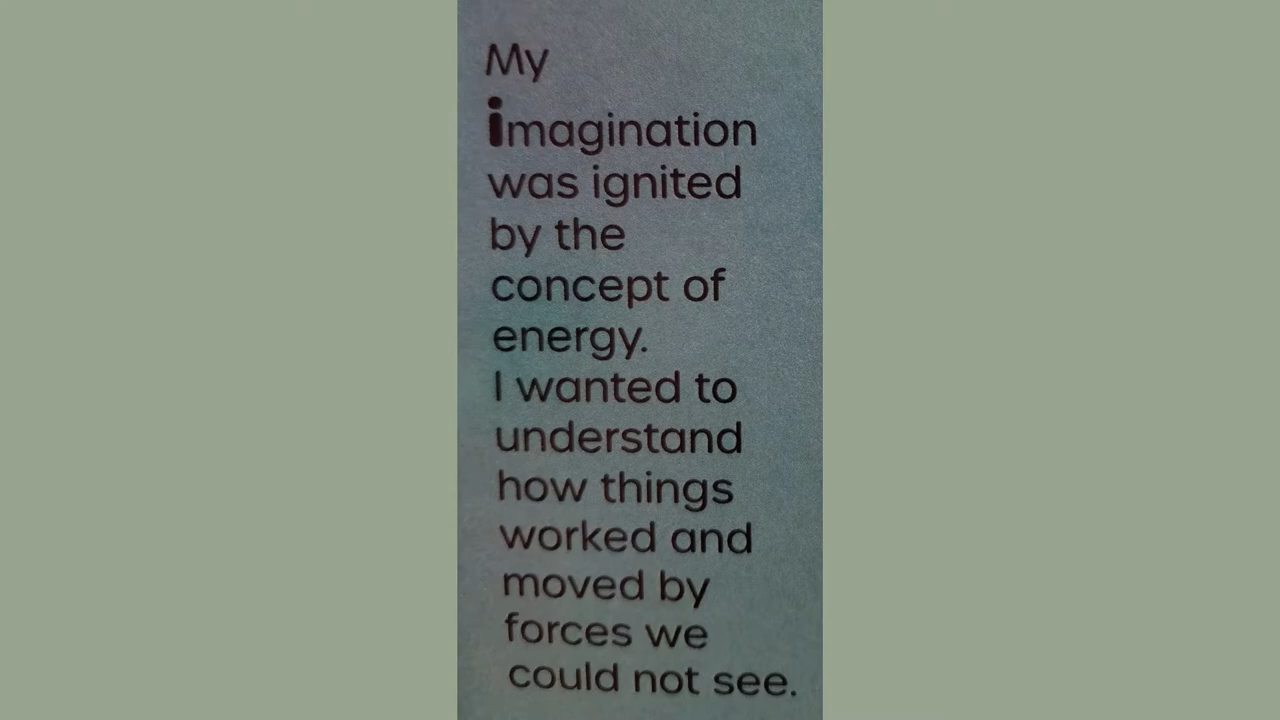 My
imagination
was ignited
by the
concept of
energy.
I wanted to
understand
how things
worked and
moved by
forces we
could not see.